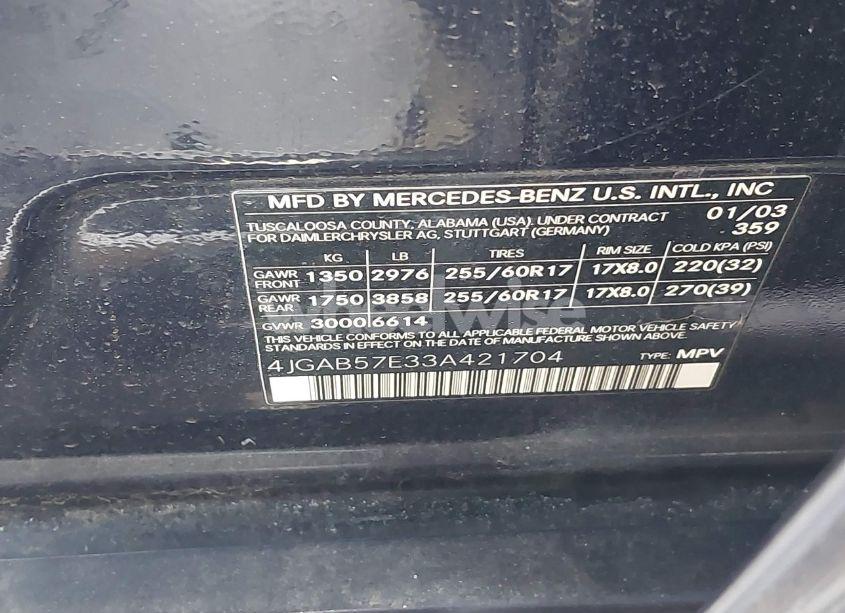 MFD BY MERCEDES-BENZ U.S. INTL., INC
TUSCALOOSA COUNTY, ALABAMA (USA). UNDER CONTRACT 01/03
FOR DAIMLERCHRYSLER AG, STUTTGART (GERMANY) 359
KG LB TIRES RIM SIZE COLD KPA (PSI)
GAWR FRONT 1350 2976 255/60R17 17X8.0 220(32)
GAWR REAR 1750 3858 255/60R17 17X8.0 270(39)
GVWR 3000 6614
wheelwise
THIS VEHICLE CONFORMS TO ALL APPLICABLE FEDERAL MOTOR VEHICLE SAFETY
STANDARDS IN EFFECT ON THE DATE OF MANUFACTURE SHOWN ABOVE.
4JGAB57E33A421704 TYPE: MPV